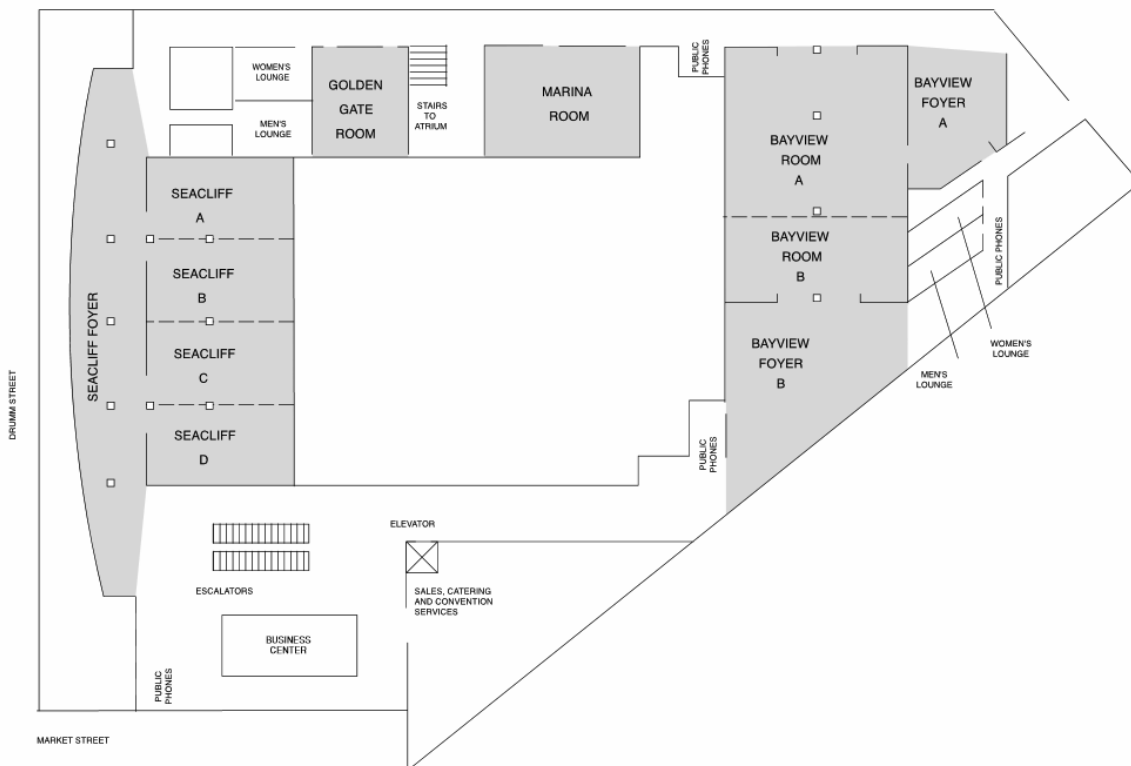 WOMEN'S
LOUNGE
MEN'S
LOUNGE
GOLDEN
GATE
ROOM
STAIRS
TO
ATRIUM
MARINA
ROOM
PUBLIC
PHONES
BAYVIEW
FOYER
A
BAYVIEW
ROOM
A
SEACLIFF
A
BAYVIEW
ROOM
B
PUBLIC PHONES
SEACLIFF
B
SEACLIFF FOYER
SEACLIFF
C
BAYVIEW
FOYER
B
WOMEN'S
LOUNGE
MEN'S
LOUNGE
DRUMM STREET
SEACLIFF
D
PUBLIC
PHONES
ELEVATOR
ESCALATORS
SALES, CATERING
AND CONVENTION
SERVICES
BUSINESS
CENTER
PUBLIC
PHONES
MARKET STREET